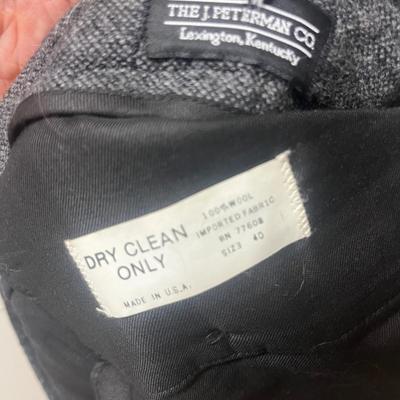 THE J. PETERMAN CO.
Lexington, Kentucky
DRY CLEAN
ONLY
MADE IN U.S.A.
100% WOOL
IMPORTED FABRIC
RN 77608
SIZE 40